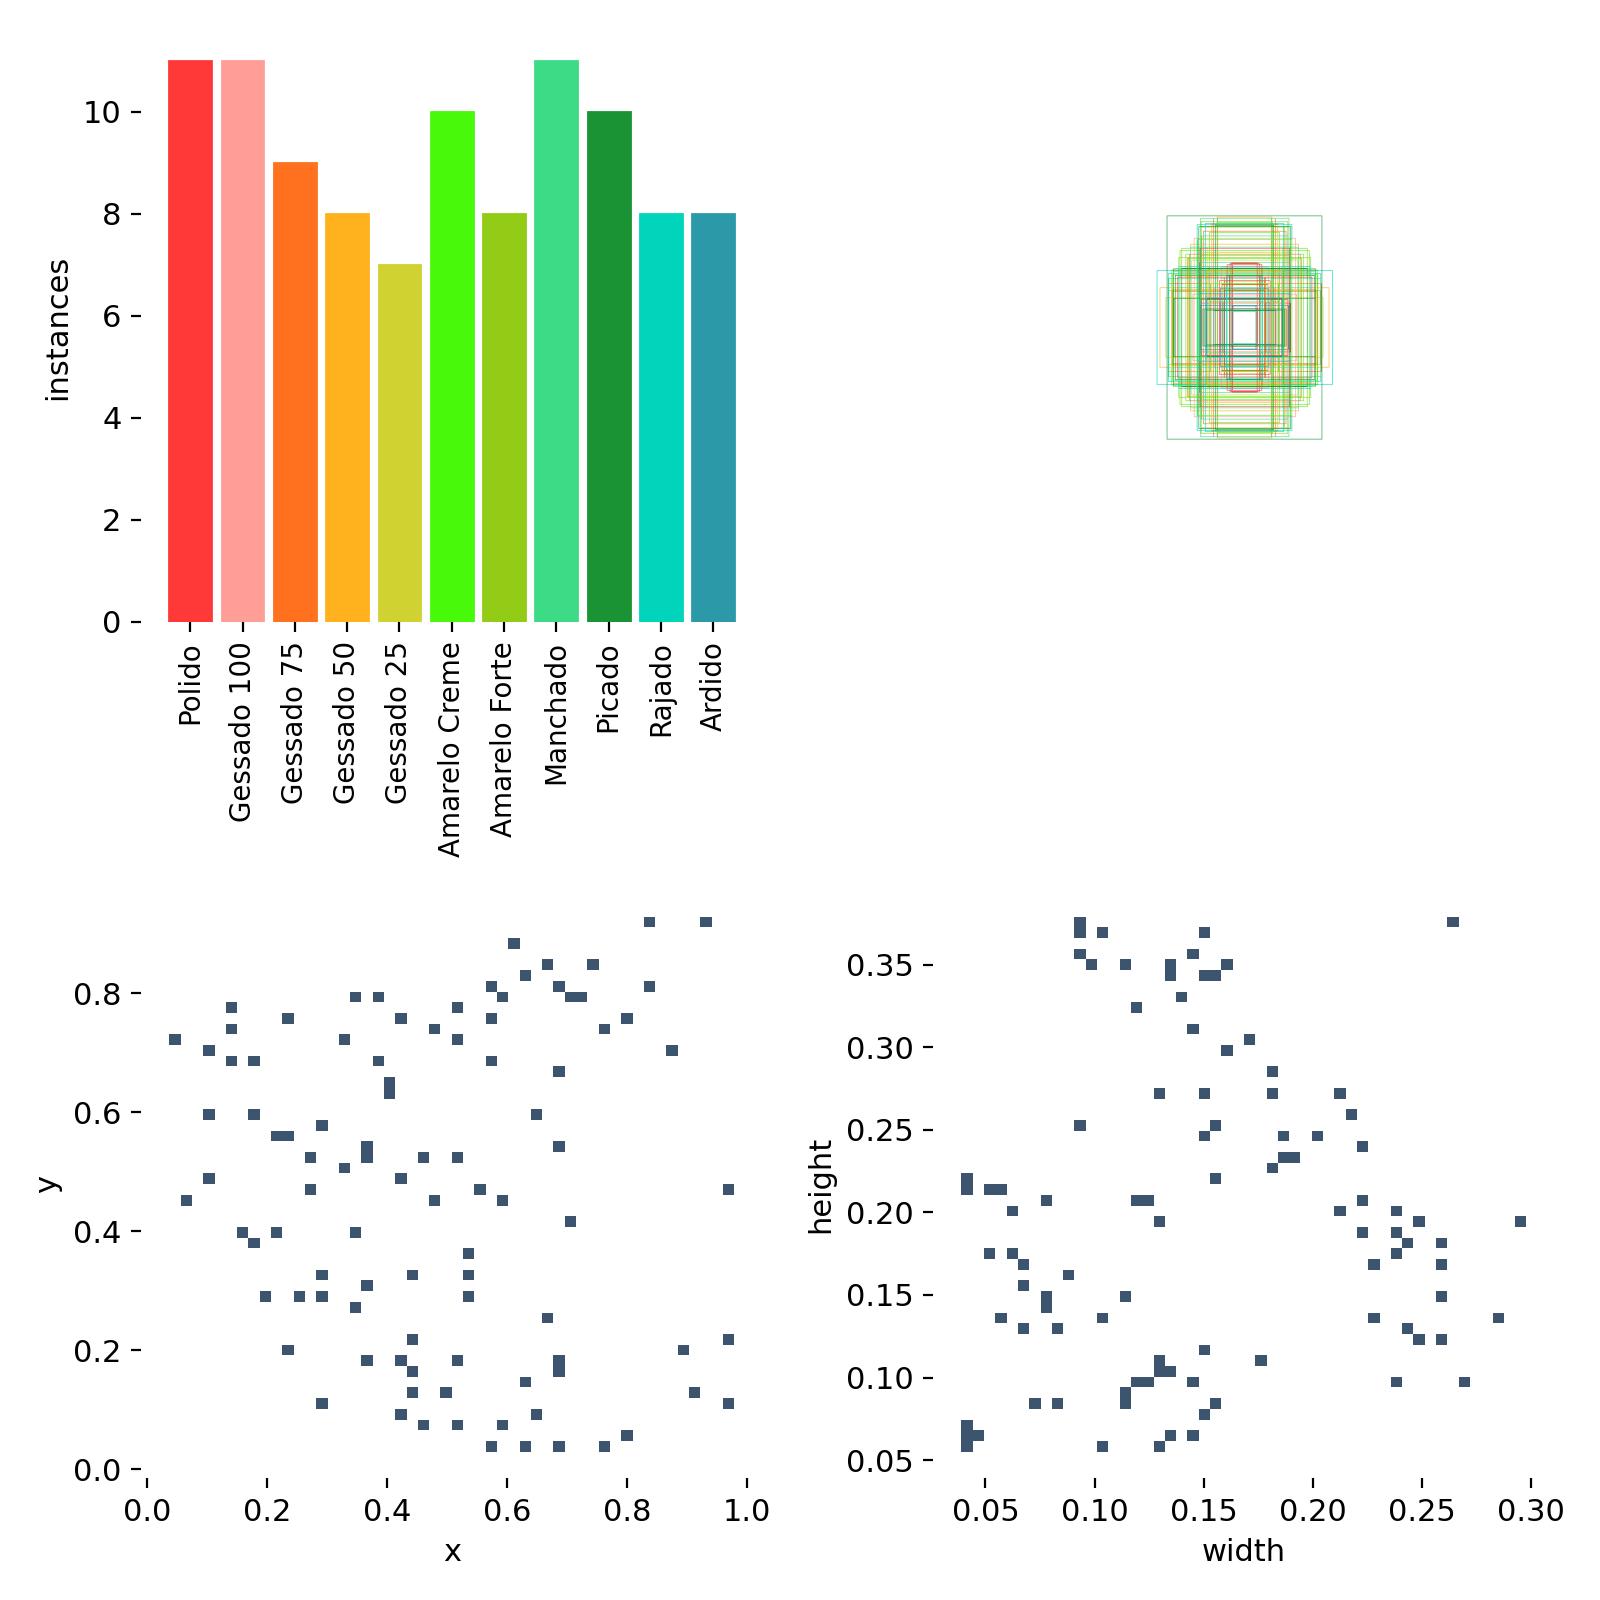 instances
10
8
6
4
2
0
Polido
Gessado 100
Gessado 75
Gessado 50
Gessado 25
Amarelo Creme
Amarelo Forte
Manchado
Picado
Rajado
Ardido
y
0.8
0.6
0.4
0.2
0.0
0.0 0.2 0.4 0.6 0.8 1.0
x
height
0.35
0.30
0.25
0.20
0.15
0.10
0.05
0.05 0.10 0.15 0.20 0.25 0.30
width